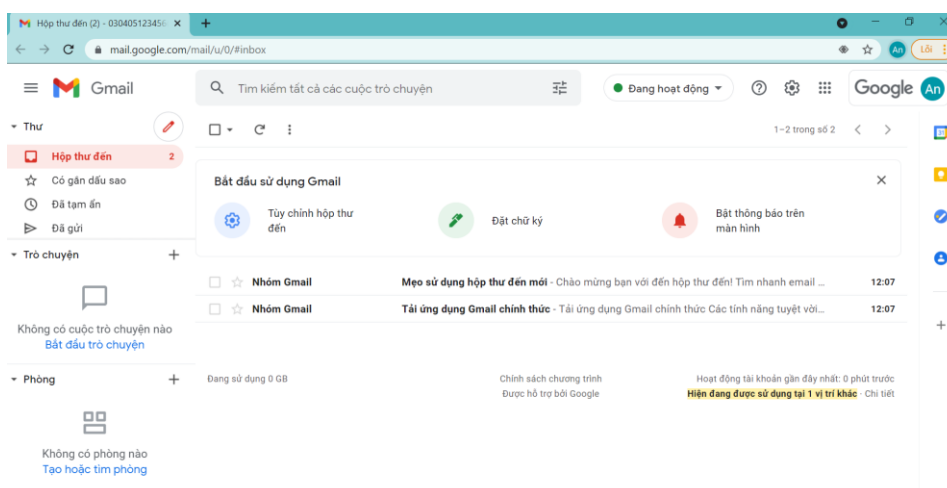 Hộp thư đến (2) - 030405123456
mail.google.com/mail/u/0/#inbox
An
Lỗi
Gmail
Tìm kiếm tất cả các cuộc trò chuyện
Đang hoạt động
Google
An
Thư
1–2 trong số 2
Hộp thư đến 2
Có gắn dấu sao
Đã tạm ẩn
Đã gửi
Bắt đầu sử dụng Gmail
Tùy chỉnh hộp thư
đến
Đặt chữ ký
Bật thông báo trên
màn hình
Trò chuyện
Không có cuộc trò chuyện nào
Bắt đầu trò chuyện
Nhóm Gmail Mẹo sử dụng hộp thư đến mới - Chào mừng bạn với đến hộp thư đến! Tìm nhanh email ... 12:07
Nhóm Gmail Tải ứng dụng Gmail chính thức - Tải ứng dụng Gmail chính thức Các tính năng tuyệt vời... 12:07
Phòng
Không có phòng nào
Tạo hoặc tìm phòng
Đang sử dụng 0 GB
Chính sách chương trình
Được hỗ trợ bởi Google
Hoạt động tài khoản gần đây nhất: 0 phút trước
Hiện đang được sử dụng tại 1 vị trí khác - Chi tiết